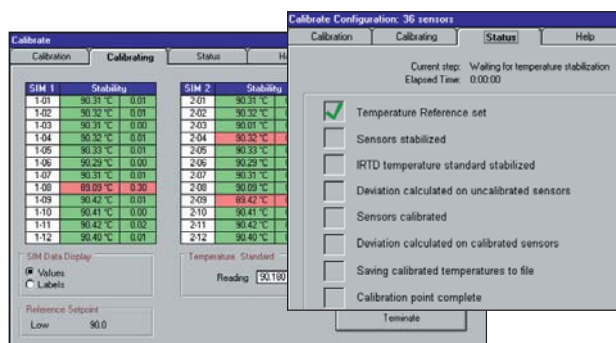 Calibrate
Calibration Calibrating Status
SIM 1 Stability
1-01 90.31 °C 0.01
1-02 90.32 °C 0.01
1-03 90.31 °C 0.00
1-04 90.32 °C 0.01
1-05 90.33 °C 0.01
1-06 90.29 °C 0.00
1-07 90.31 °C 0.01
1-08 89.09 °C 0.30
1-09 90.42 °C 0.01
1-10 90.41 °C 0.00
1-11 90.42 °C 0.02
1-12 90.40 °C 0.01
SIM 2 Stability
2-01 90.31 °C
2-02 90.32 °C
2-03 90.01 °C
2-04 90.32 °C
2-05 90.33 °C
2-06 90.29 °C
2-07 90.31 °C
2-08 90.09 °C
2-09 89.42 °C
2-10 90.41 °C
2-11 90.42 °C
2-12 90.40 °C
SIM Data Display
Values
Labels
Temperature Standard
Reading 90.180
Reference Setpoint
Low 90.0
Terminate
Calibrate Configuration: 36 sensors
Calibration Calibrating Status Help
Current step: Waiting for temperature stabilization
Elapsed Time: 0:00:00
Temperature Reference set
Sensors stabilized
IRTD temperature standard stabilized
Deviation calculated on uncalibrated sensors
Sensors calibrated
Deviation calculated on calibrated sensors
Saving calibrated temperatures to file
Calibration point complete